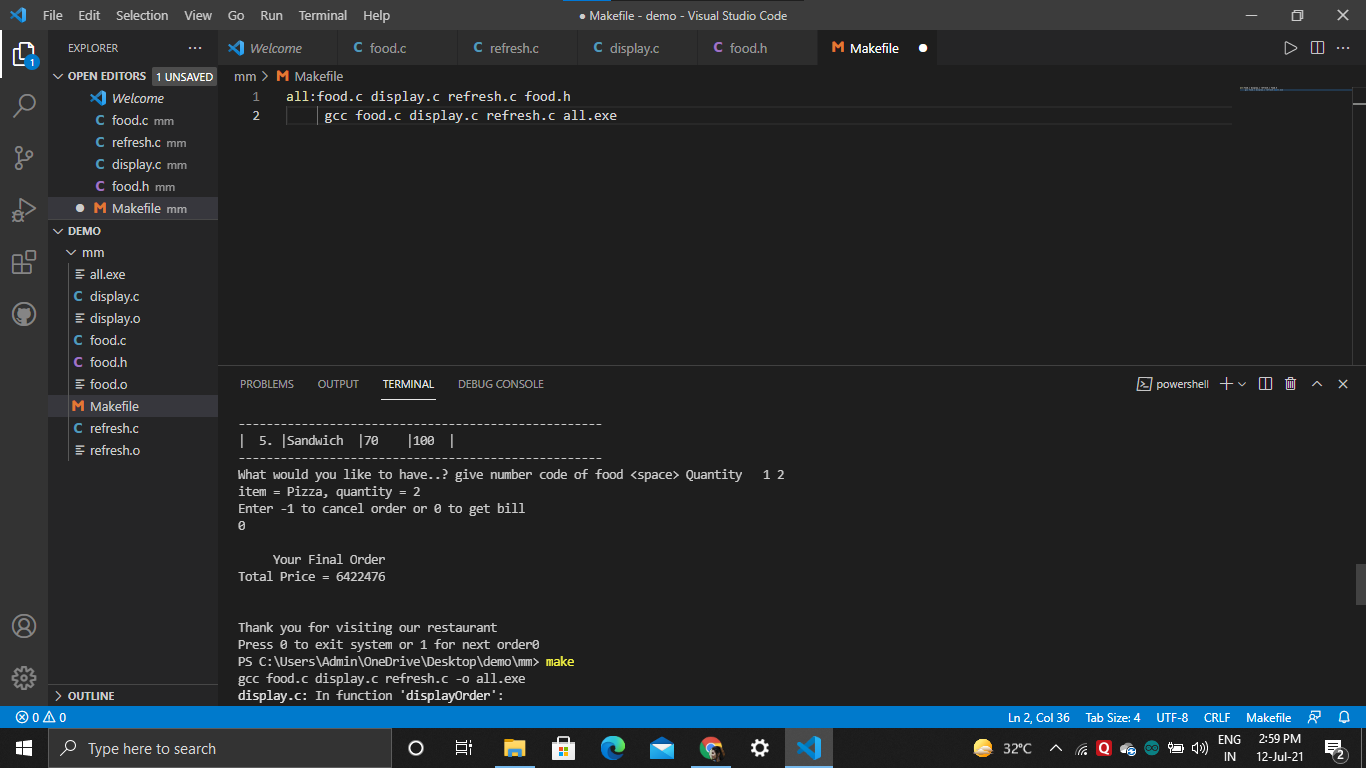 File Edit Selection View Go Run Terminal Help
● Makefile - demo - Visual Studio Code
EXPLORER ...
OPEN EDITORS 1 UNSAVED
Welcome
food.c mm
refresh.c mm
display.c mm
food.h mm
Makefile mm
DEMO
mm
all.exe
display.c
display.o
food.c
food.h
food.o
Makefile
refresh.c
refresh.o
OUTLINE
Welcome food.c refresh.c display.c food.h Makefile
mm > Makefile
1 all:food.c display.c refresh.c food.h
2 gcc food.c display.c refresh.c all.exe
PROBLEMS OUTPUT TERMINAL DEBUG CONSOLE powershell
----------------------------------------------------
| 5. |Sandwich |70 |100 |
----------------------------------------------------
What would you like to have..? give number code of food <space> Quantity 1 2
item = Pizza, quantity = 2
Enter -1 to cancel order or 0 to get bill
0
Your Final Order
Total Price = 6422476
Thank you for visiting our restaurant
Press 0 to exit system or 1 for next order0
PS C:\Users\Admin\OneDrive\Desktop\demo\mm> make
gcc food.c display.c refresh.c -o all.exe
display.c: In function 'displayOrder':
0 0 Ln 2, Col 36 Tab Size: 4 UTF-8 CRLF Makefile
Type here to search
32°C
ENG
IN
2:59 PM
12-Jul-21
2